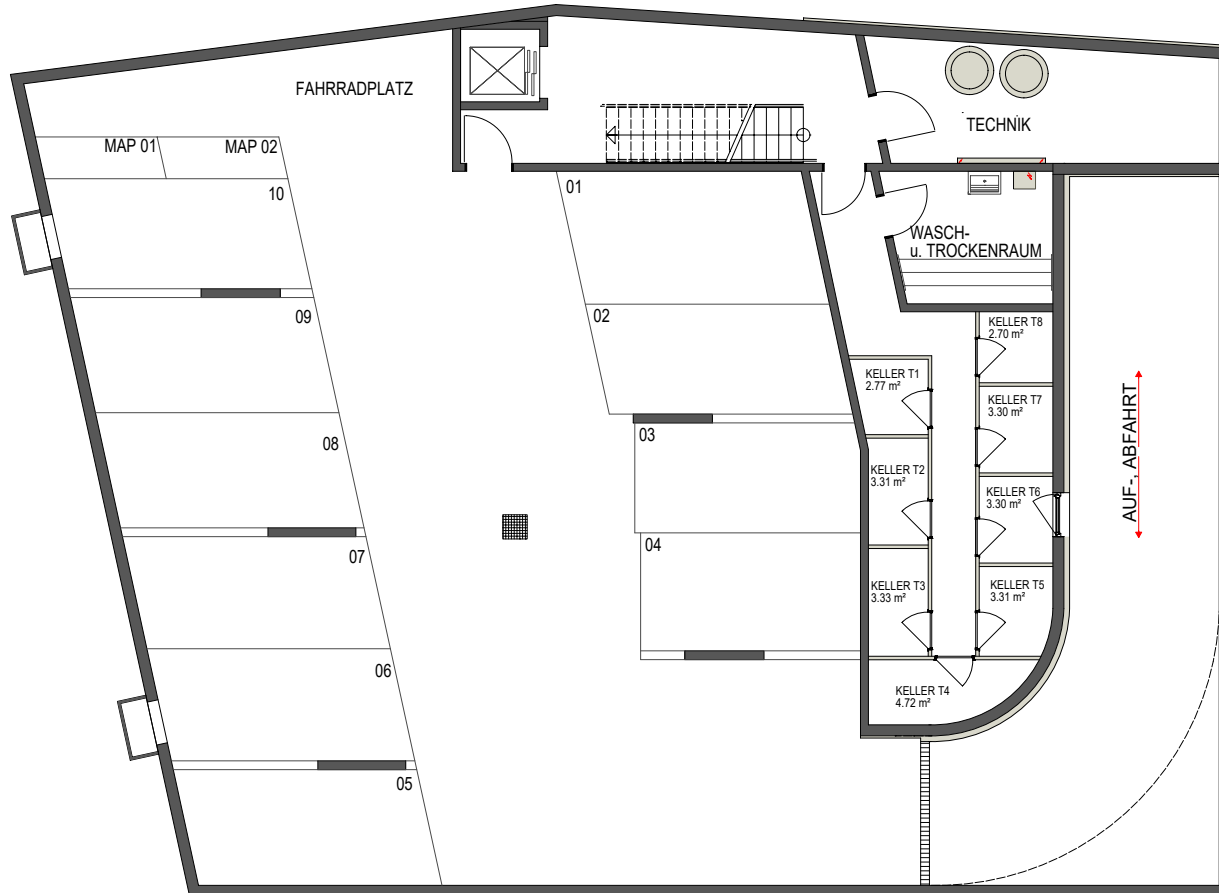 FAHRRADPLATZ
TECHNIK
MAP 01
MAP 02
10
01
WASCH-
u. TROCKENRAUM
09
02
KELLER T8
2.70 m²
KELLER T1
2.77 m²
KELLER T7
3.30 m²
AUF-, ABFAHRT
08
03
KELLER T2
3.31 m²
KELLER T6
3.30 m²
07
04
KELLER T3
3.33 m²
KELLER T5
3.31 m²
06
KELLER T4
4.72 m²
05